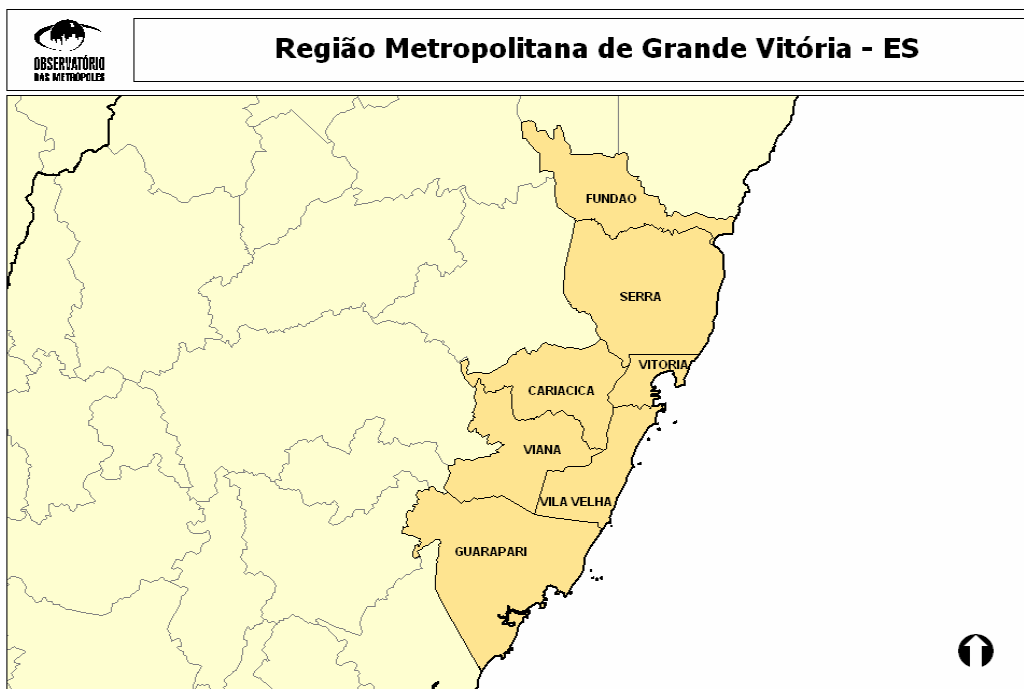 OBSERVATÓRIO
DAS METRÓPOLES
Região Metropolitana de Grande Vitória - ES
FUNDAO
SERRA
VITORIA
CARIACICA
VIANA
VILA VELHA
GUARAPARI